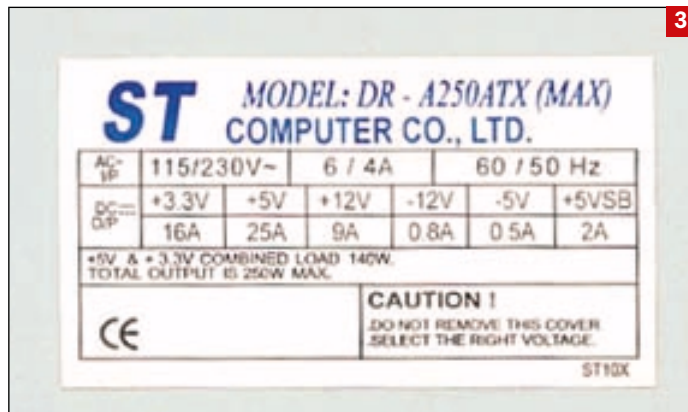 3
ST MODEL: DR - A250ATX (MAX)
COMPUTER CO., LTD.
AC~ I/P 115/230V~ 6 / 4A 60 / 50 Hz
DC O/P +3.3V +5V +12V -12V -5V +5VSB
16A 25A 9A 0.8A 0.5A 2A
+5V & +3.3V COMBINED LOAD 140W.
TOTAL OUTPUT IS 250W MAX.
CE
CAUTION !
.DO NOT REMOVE THIS COVER.
.SELECT THE RIGHT VOLTAGE.
ST10X